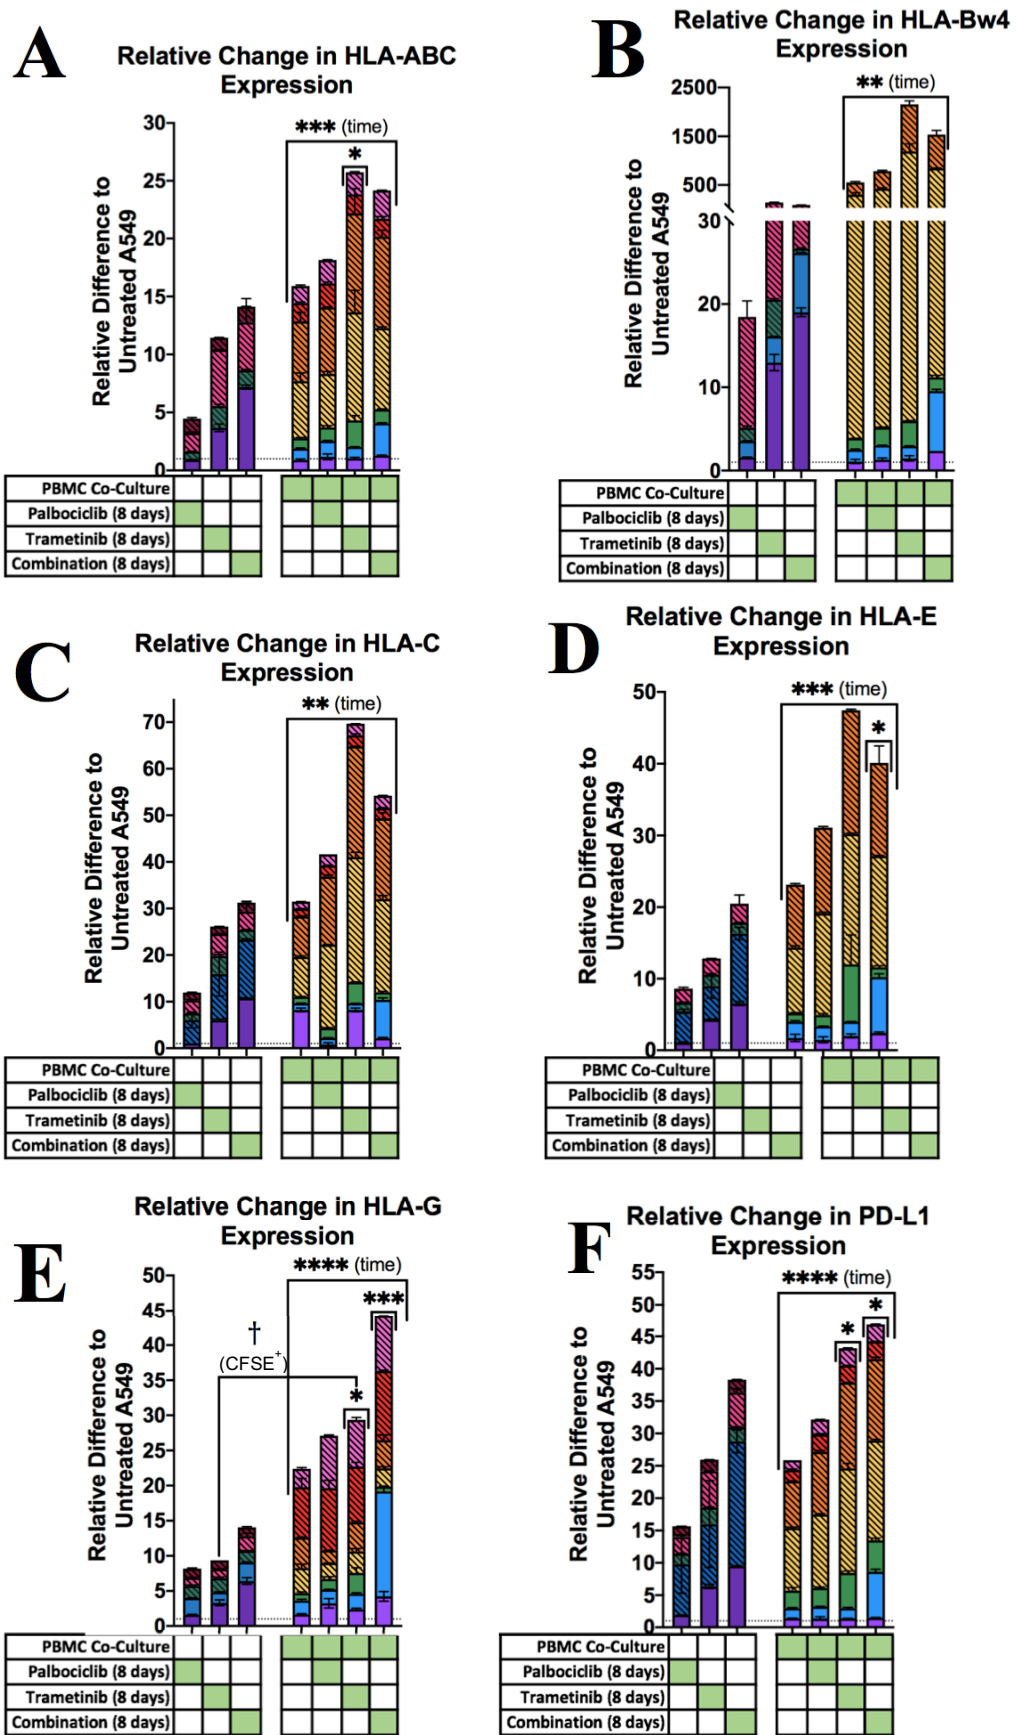 A
Relative Change in HLA-ABC
Expression
Relative Difference to
Untreated A549
30
25
20
15
10
5
0
*** (time)
*
PBMC Co-Culture
Palbociclib (8 days)
Trametinib (8 days)
Combination (8 days)
B
Relative Change in HLA-Bw4
Expression
Relative Difference to
Untreated A549
2500
1500
500
30
20
10
0
** (time)
PBMC Co-Culture
Palbociclib (8 days)
Trametinib (8 days)
Combination (8 days)
C
Relative Change in HLA-C
Expression
Relative Difference to
Untreated A549
70
60
50
40
30
20
10
0
** (time)
PBMC Co-Culture
Palbociclib (8 days)
Trametinib (8 days)
Combination (8 days)
D
Relative Change in HLA-E
Expression
Relative Difference to
Untreated A549
50
40
30
20
10
0
*** (time)
*
PBMC Co-Culture
Palbociclib (8 days)
Trametinib (8 days)
Combination (8 days)
E
Relative Change in HLA-G
Expression
Relative Difference to
Untreated A549
50
45
40
35
30
25
20
15
10
5
0
**** (time)
***
†
(CFSE+)
*
PBMC Co-Culture
Palbociclib (8 days)
Trametinib (8 days)
Combination (8 days)
F
Relative Change in PD-L1
Expression
Relative Difference to
Untreated A549
55
50
45
40
35
30
25
20
15
10
5
0
**** (time)
*
*
PBMC Co-Culture
Palbociclib (8 days)
Trametinib (8 days)
Combination (8 days)